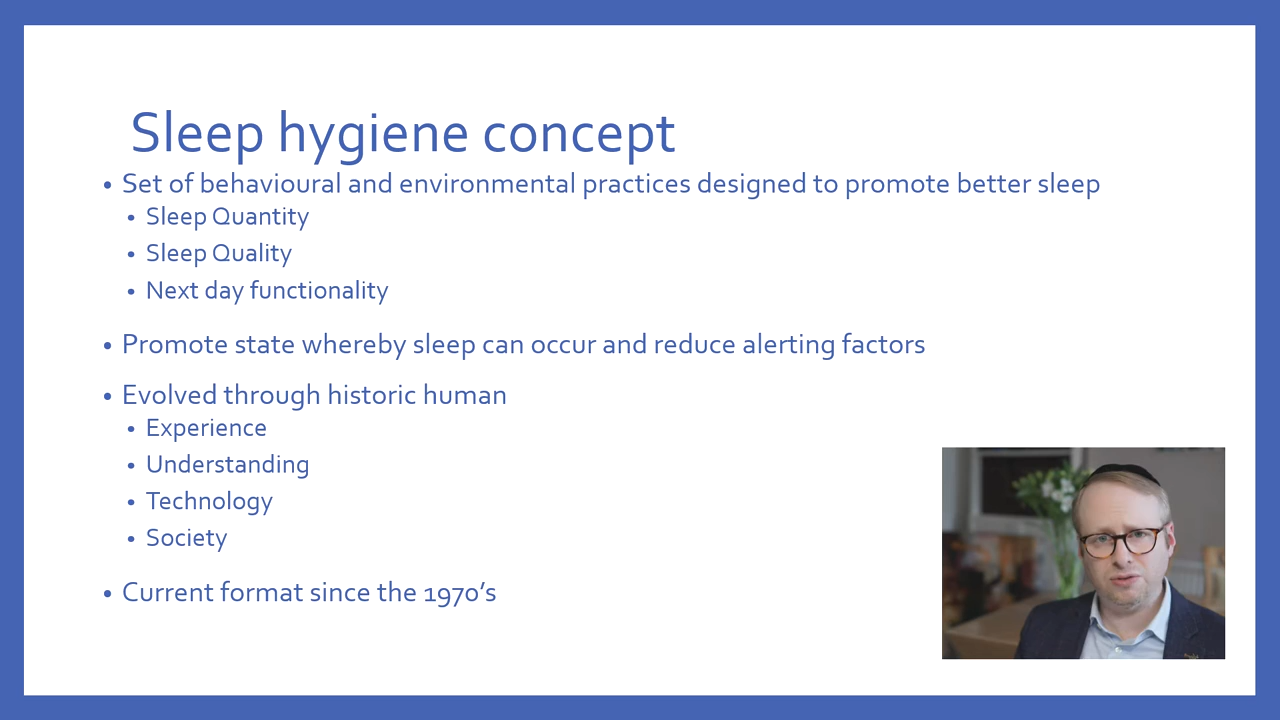 Sleep hygiene concept
• Set of behavioural and environmental practices designed to promote better sleep
• Sleep Quantity
• Sleep Quality
• Next day functionality
• Promote state whereby sleep can occur and reduce alerting factors
• Evolved through historic human
• Experience
• Understanding
• Technology
• Society
• Current format since the 1970’s